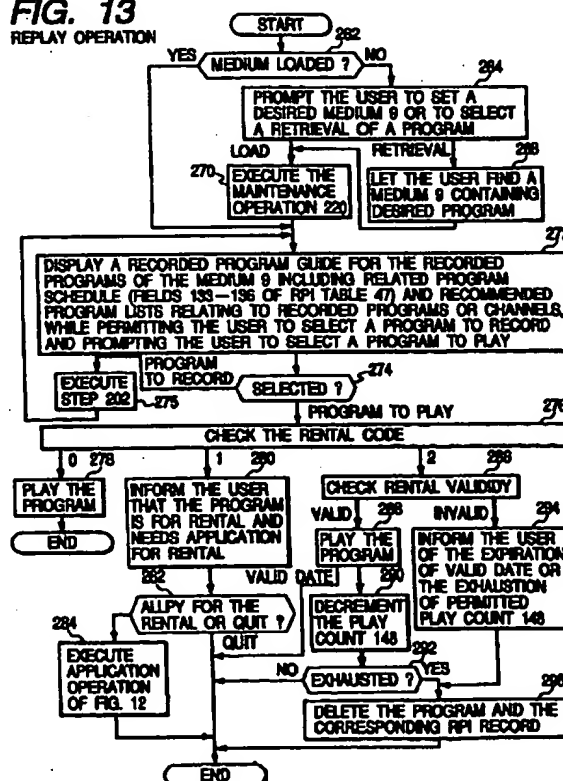 FIG. 13
REPLAY OPERATION
START
262
YES
MEDIUM LOADED ?
NO
264
PROMPT THE USER TO SET A
DESIRED MEDIUM 9 OR TO SELECT
A RETRIEVAL OF A PROGRAM
LOAD
RETRIEVAL
268
270
EXECUTE THE
MAINTENANCE
OPERATION 220
LET THE USER FIND A
MEDIUM 9 CONTAINING
DESIRED PROGRAM
DISPLAY A RECORDED PROGRAM GUIDE FOR THE RECORDED
PROGRAMS OF THE MEDIUM 9 INCLUDING RELATED PROGRAM
SCHEDULE (FIELDS 133-136 OF RPI TABLE 47) AND RECOMMENDED
PROGRAM LISTS RELATING TO RECORDED PROGRAMS OR CHANNELS,
WHILE PERMITTING THE USER TO SELECT A PROGRAM TO RECORD
AND PROMPTING THE USER TO SELECT A PROGRAM TO PLAY
PROGRAM
TO RECORD
274
EXECUTE
STEP 202
275
SELECTED ?
PROGRAM TO PLAY
276
CHECK THE RENTAL CODE
0
278
1
280
2
286
PLAY THE
PROGRAM
END
INFORM THE USER
THAT THE PROGRAM
IS FOR RENTAL AND
NEEDS APPLICATION
FOR RENTAL
CHECK RENTAL VALIDIDY
VALID
288
INVALID
294
PLAY THE
PROGRAM
INFORM THE USER
OF THE EXPIRATION
OF VALID DATE OR
THE EXHAUSTION
OF PERMITTED
PLAY COUNT 148
282
VALID DATE
290
ALLPY FOR THE
RENTAL OR QUIT ?
DECREMENT
THE PLAY
COUNT 148
284
QUIT
292
EXECUTE
APPLICATION
OPERATION
OF FIG. 12
NO
EXHAUSTED ?
YES
DELETE THE PROGRAM AND THE
CORRESPONDING RPI RECORD
END